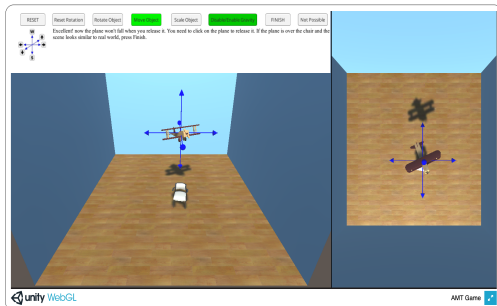 RESET Reset Rotation Rotate Object Move Object Scale Object Disable/Enable Gravity FINISH Not Possible
Excellent! now the plane won't fall when you release it. You need to click on the plane to release it. If the plane is over the chair and the
scene looks similar to real world, press Finish.
unity WebGL
AMT Game